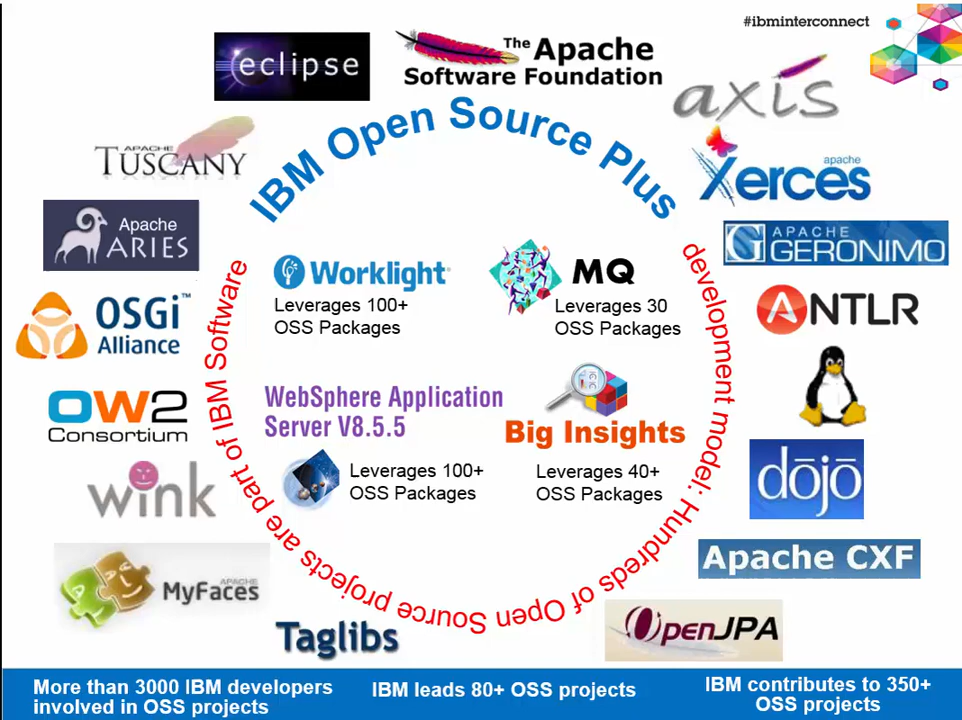 #ibminterconnect
eclipse
The Apache
Software Foundation
axis
APACHE
TUSCANY
IBM Open Source Plus
apache
Xerces
Apache
ARIES
APACHE
GERONIMO
Worklight
Leverages 100+
OSS Packages
MQ
Leverages 30
OSS Packages
OSGi™
Alliance
ANTLR
WebSphere Application
Server V8.5.5
Leverages 100+
OSS Packages
Big Insights
Leverages 40+
OSS Packages
OW2
Consortium
wink
dōjō
development model: Hundreds of Open Source projects are part of IBM Software
Apache CXF
APACHE
MyFaces
Taglibs
OpenJPA
More than 3000 IBM developers
involved in OSS projects
IBM leads 80+ OSS projects
IBM contributes to 350+
OSS projects